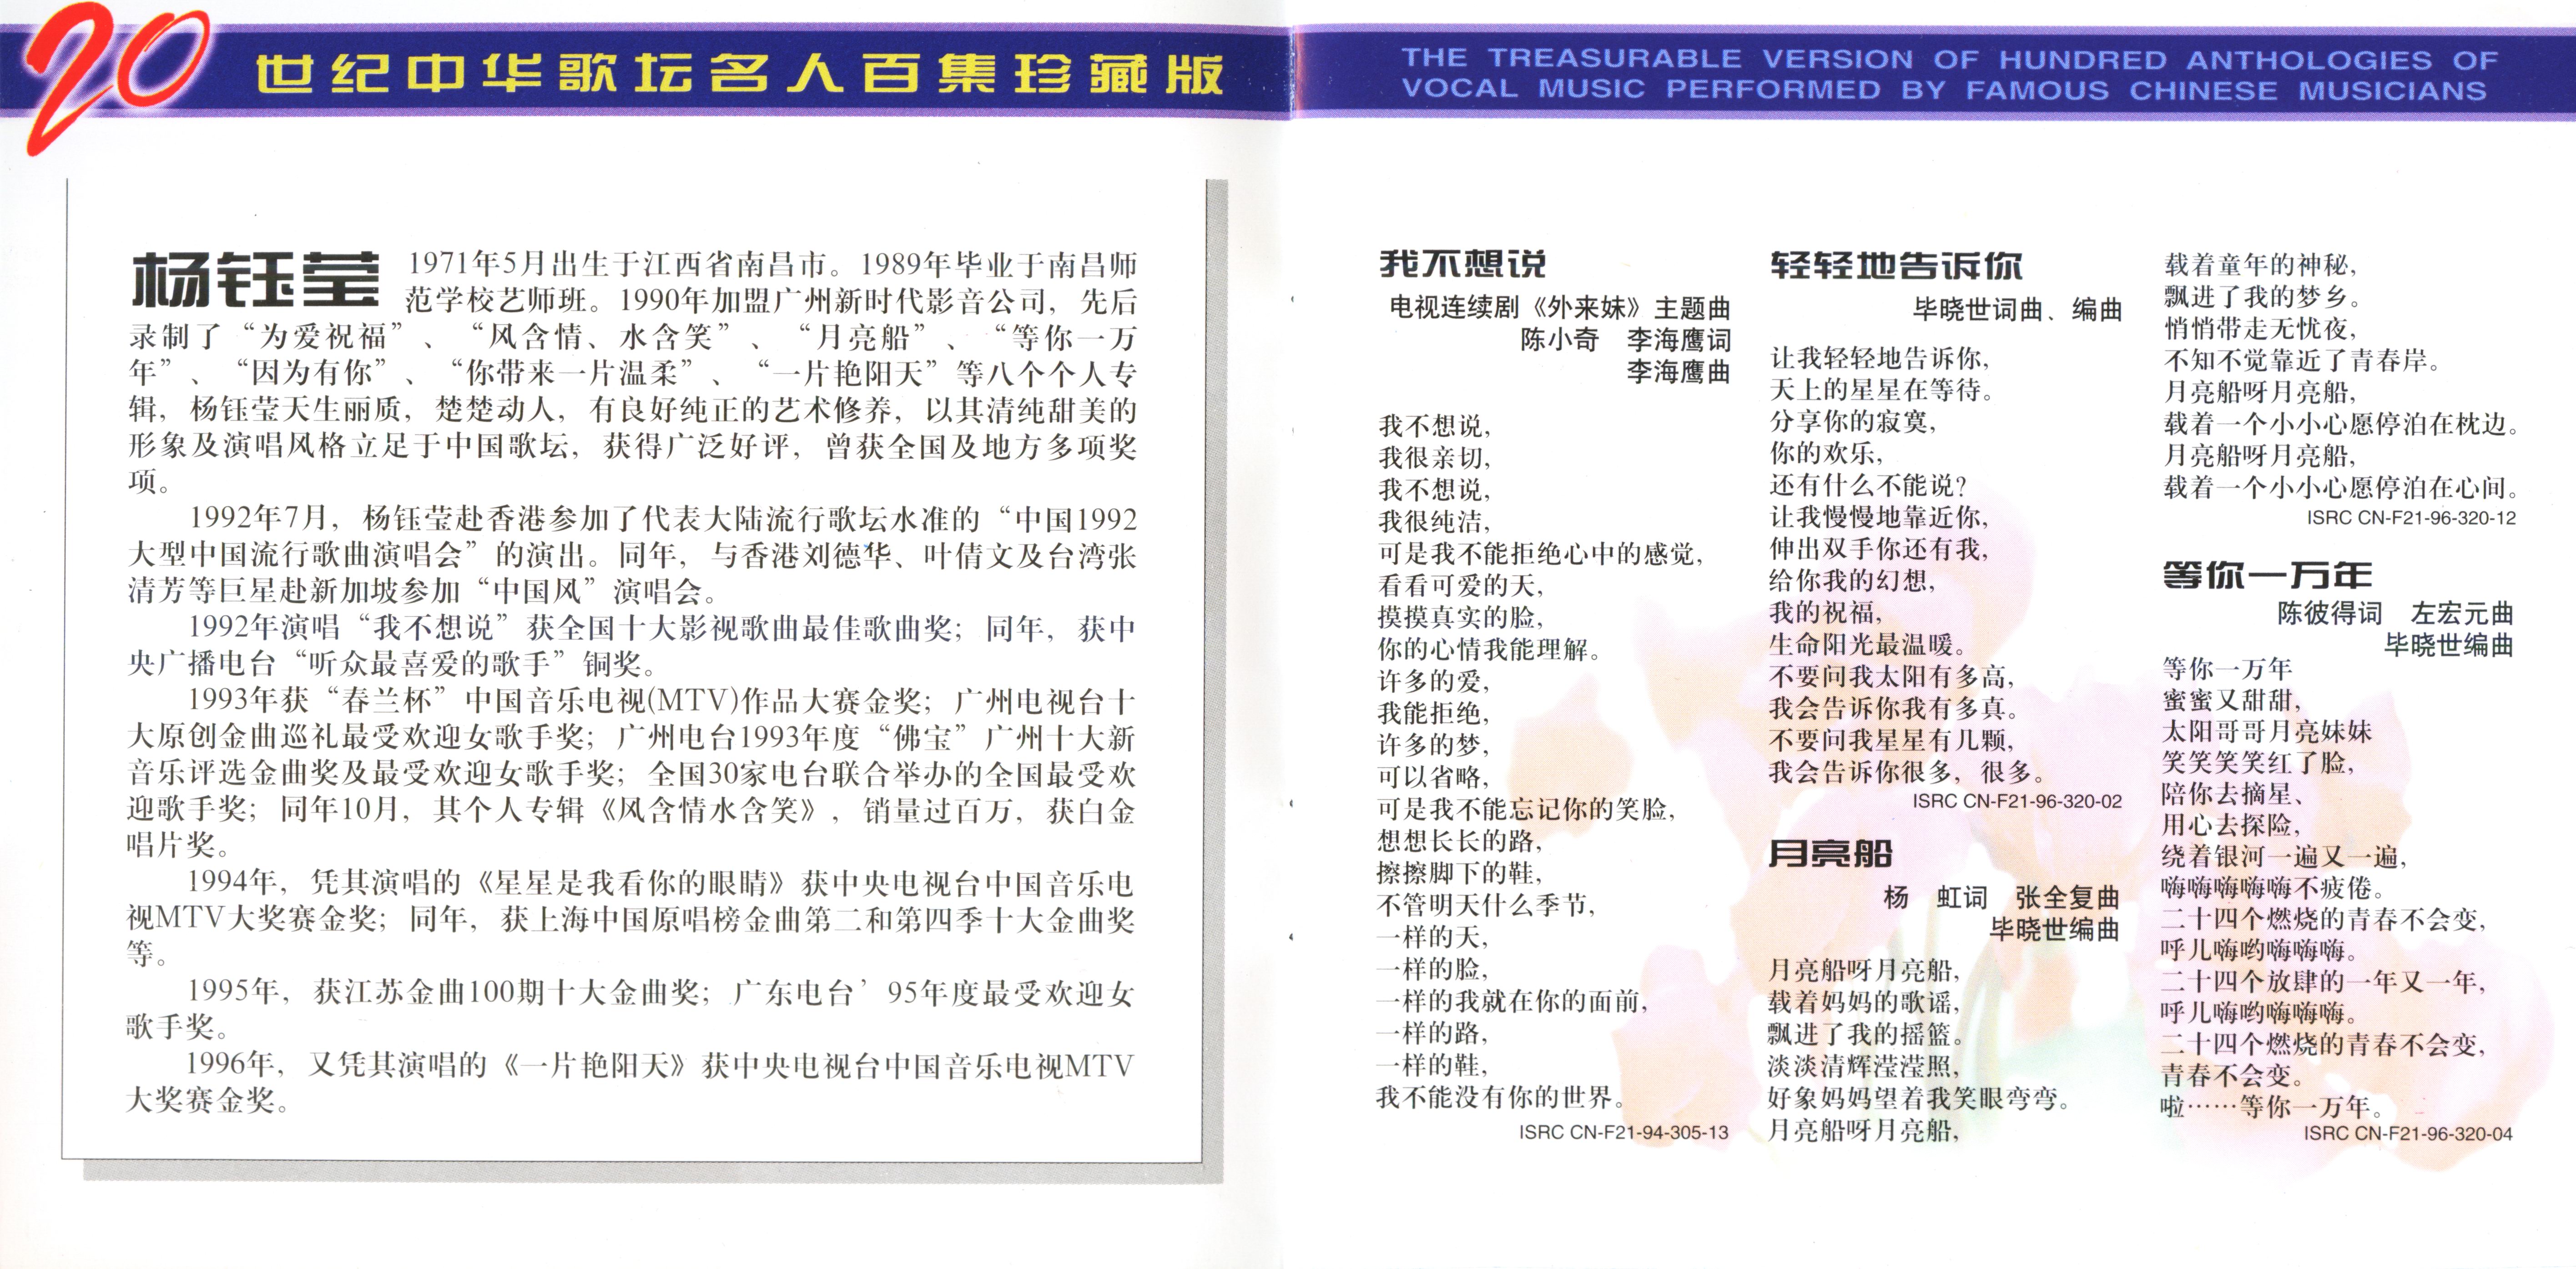 20世纪中华歌坛名人百集珍藏版
THE TREASURABLE VERSION OF HUNDRED ANTHOLOGIES OF
VOCAL MUSIC PERFORMED BY FAMOUS CHINESE MUSICIANS
杨钰莹 1971年5月出生于江西省南昌市。1989年毕业于南昌师
范学校艺师班。1990年加盟广州新时代影音公司，先后
录制了“为爱祝福”、“风含情、水含笑”、“月亮船”、“等你一万
年”、“因为有你”、“你带来一片温柔”、“一片艳阳天”等八个个人专
辑，杨钰莹天生丽质，楚楚动人，有良好纯正的艺术修养，以其清纯甜美的
形象及演唱风格立足于中国歌坛，获得广泛好评，曾获全国及地方多项奖
项。
1992年7月，杨钰莹赴香港参加了代表大陆流行歌坛水准的“中国1992
大型中国流行歌曲演唱会”的演出。同年，与香港刘德华、叶倩文及台湾张
清芳等巨星赴新加坡参加“中国风”演唱会。
1992年演唱“我不想说”获全国十大影视歌曲最佳歌曲奖；同年，获中
央广播电台“听众最喜爱的歌手”铜奖。
1993年获“春兰杯”中国音乐电视(MTV)作品大赛金奖；广州电视台十
大原创金曲巡礼最受欢迎女歌手奖；广州电台1993年度“佛宝”广州十大新
音乐评选金曲奖及最受欢迎女歌手奖；全国30家电台联合举办的全国最受欢
迎歌手奖；同年10月，其个人专辑《风含情水含笑》，销量过百万，获白金
唱片奖。
1994年，凭其演唱的《星星是我看你的眼睛》获中央电视台中国音乐电
视MTV大奖赛金奖；同年，获上海中国原唱榜金曲第二和第四季十大金曲奖
等。
1995年，获江苏金曲100期十大金曲奖；广东电台’95年度最受欢迎女
歌手奖。
1996年，又凭其演唱的《一片艳阳天》获中央电视台中国音乐电视MTV
大奖赛金奖。
我不想说
电视连续剧《外来妹》主题曲
陈小奇 李海鹰词
李海鹰曲
我不想说，
我很亲切，
我不想说，
我很纯洁，
可是我不能拒绝心中的感觉，
看看可爱的天，
摸摸真实的脸，
你的心情我能理解。
许多的爱，
我能拒绝，
许多的梦，
可以省略，
可是我不能忘记你的笑脸，
想想长长的路，
擦擦脚下的鞋，
不管明天什么季节，
一样的天，
一样的脸，
一样的我就在你的面前，
一样的路，
一样的鞋，
我不能没有你的世界。
ISRC CN-F21-94-305-13
轻轻地告诉你
毕晓世词曲、编曲
让我轻轻地告诉你，
天上的星星在等待。
分享你的寂寞，
你的欢乐，
还有什么不能说？
让我慢慢地靠近你，
伸出双手你还有我，
给你我的幻想，
我的祝福，
生命阳光最温暖。
不要问我太阳有多高，
我会告诉你我有多真。
不要问我星星有几颗，
我会告诉你很多，很多。
ISRC CN-F21-96-320-02
月亮船
杨 虹词 张全复曲
毕晓世编曲
月亮船呀月亮船，
载着妈妈的歌谣，
飘进了我的摇篮。
淡淡清辉滢滢照，
好象妈妈望着我笑眼弯弯。
月亮船呀月亮船，
载着童年的神秘，
飘进了我的梦乡。
悄悄带走无忧夜，
不知不觉靠近了青春岸。
月亮船呀月亮船，
载着一个小小心愿停泊在枕边。
月亮船呀月亮船，
载着一个小小心愿停泊在心间。
ISRC CN-F21-96-320-12
等你一万年
陈彼得词 左宏元曲
毕晓世编曲
等你一万年
蜜蜜又甜甜，
太阳哥哥月亮妹妹
笑笑笑笑红了脸，
陪你去摘星、
用心去探险，
绕着银河一遍又一遍，
嗨嗨嗨嗨嗨不疲倦。
二十四个燃烧的青春不会变，
呼儿嗨哟嗨嗨嗨。
二十四个放肆的一年又一年，
呼儿嗨哟嗨嗨嗨。
二十四个燃烧的青春不会变，
青春不会变。
啦……等你一万年。
ISRC CN-F21-96-320-04